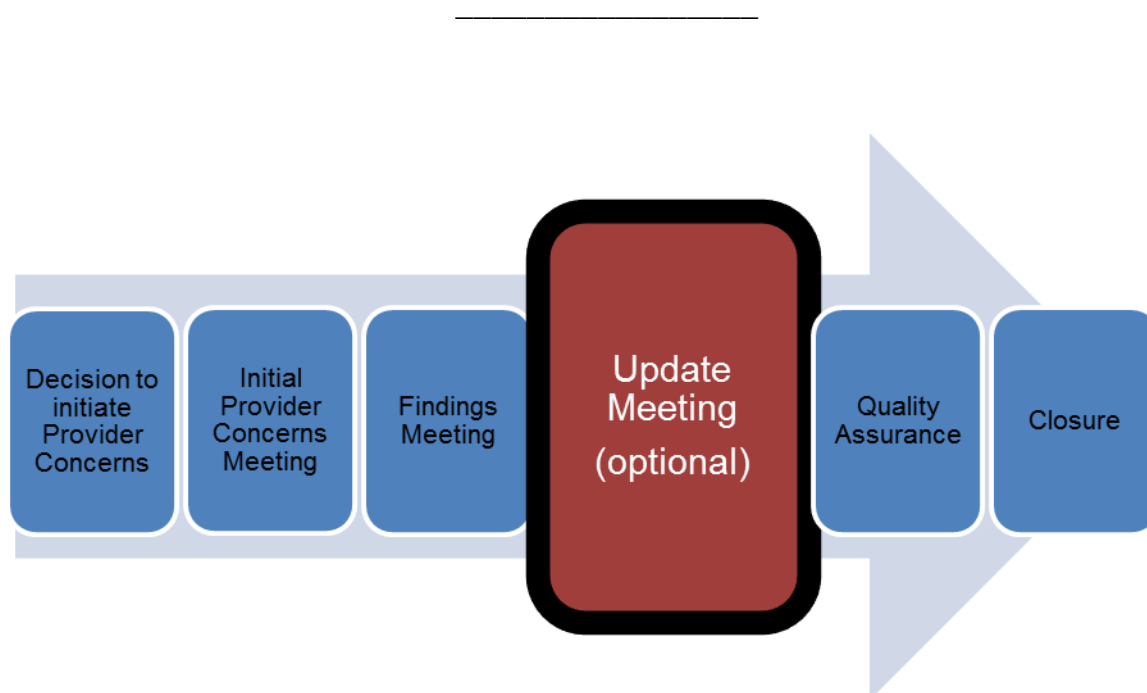 Decision to
initiate
Provider
Concerns
Initial
Provider
Concerns
Meeting
Findings
Meeting
Update
Meeting
(optional)
Quality
Assurance
Closure